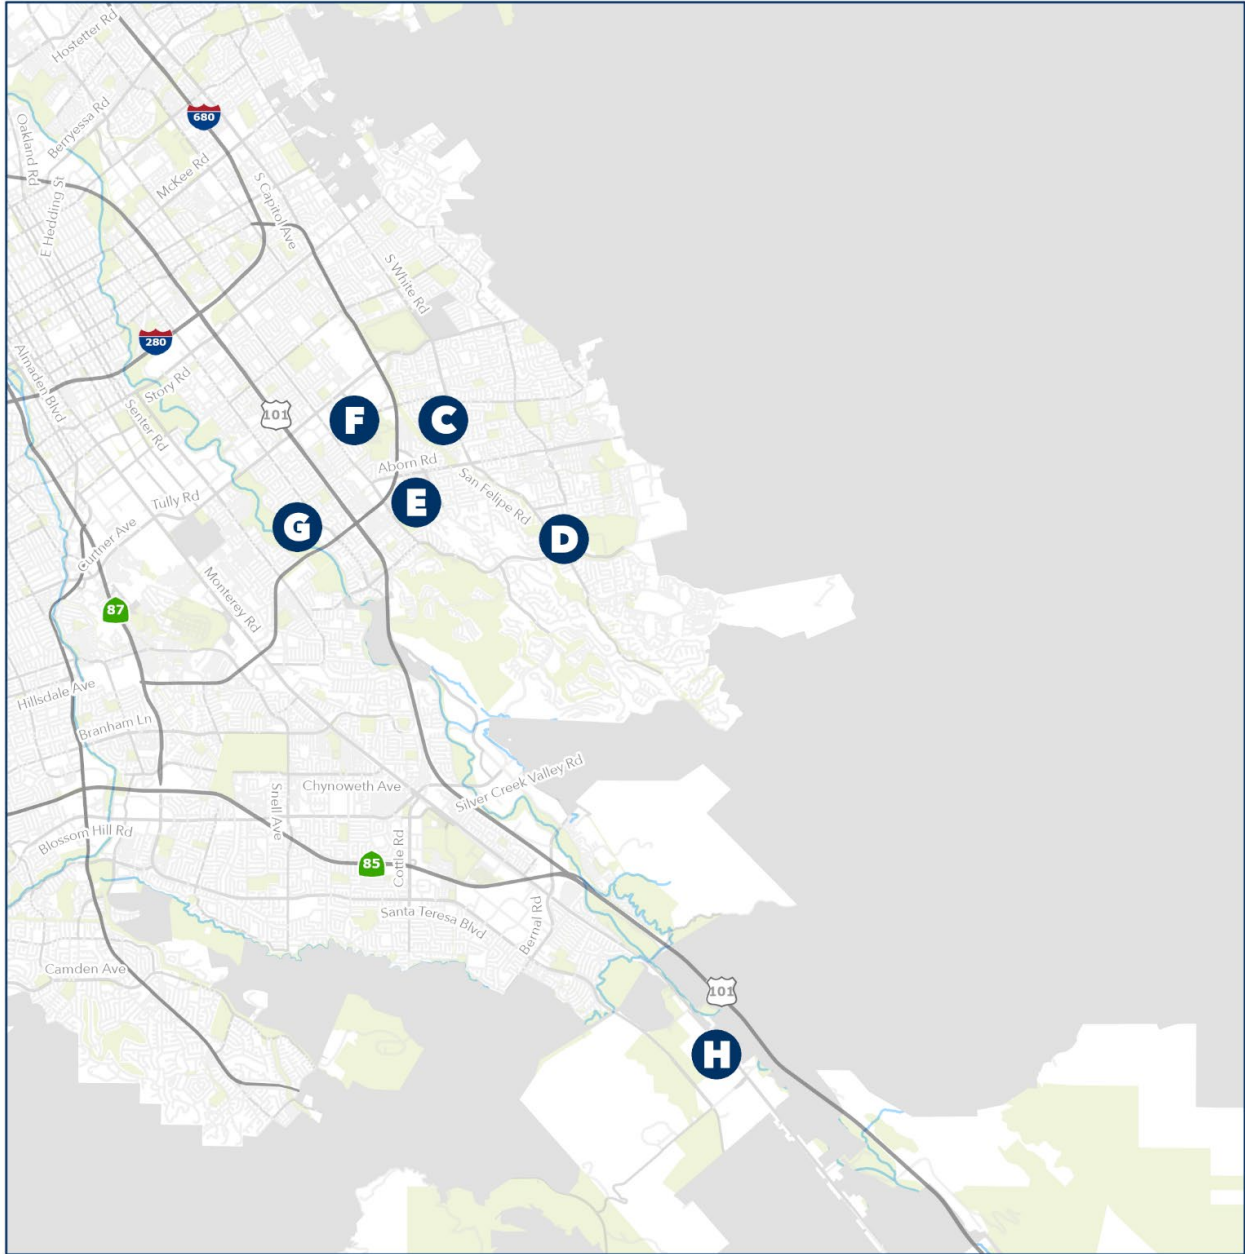 Hostetter Rd
680
Oakland Rd
Berryessa Rd
McKee Rd
E Hedding St
S Capitol Ave
S White Rd
280
Almaden Blvd
Story Rd
Senter Rd
101
F
C
Aborn Rd
San Felipe Rd
Tully Rd
E
G
D
Curtner Ave
Monterey Rd
87
Hillsdale Ave
Branham Ln
Silver Creek Valley Rd
Chynoweth Ave
Snell Ave
Blossom Hill Rd
85
Cottle Rd
Santa Teresa Blvd
Bernal Rd
Camden Ave
101
H